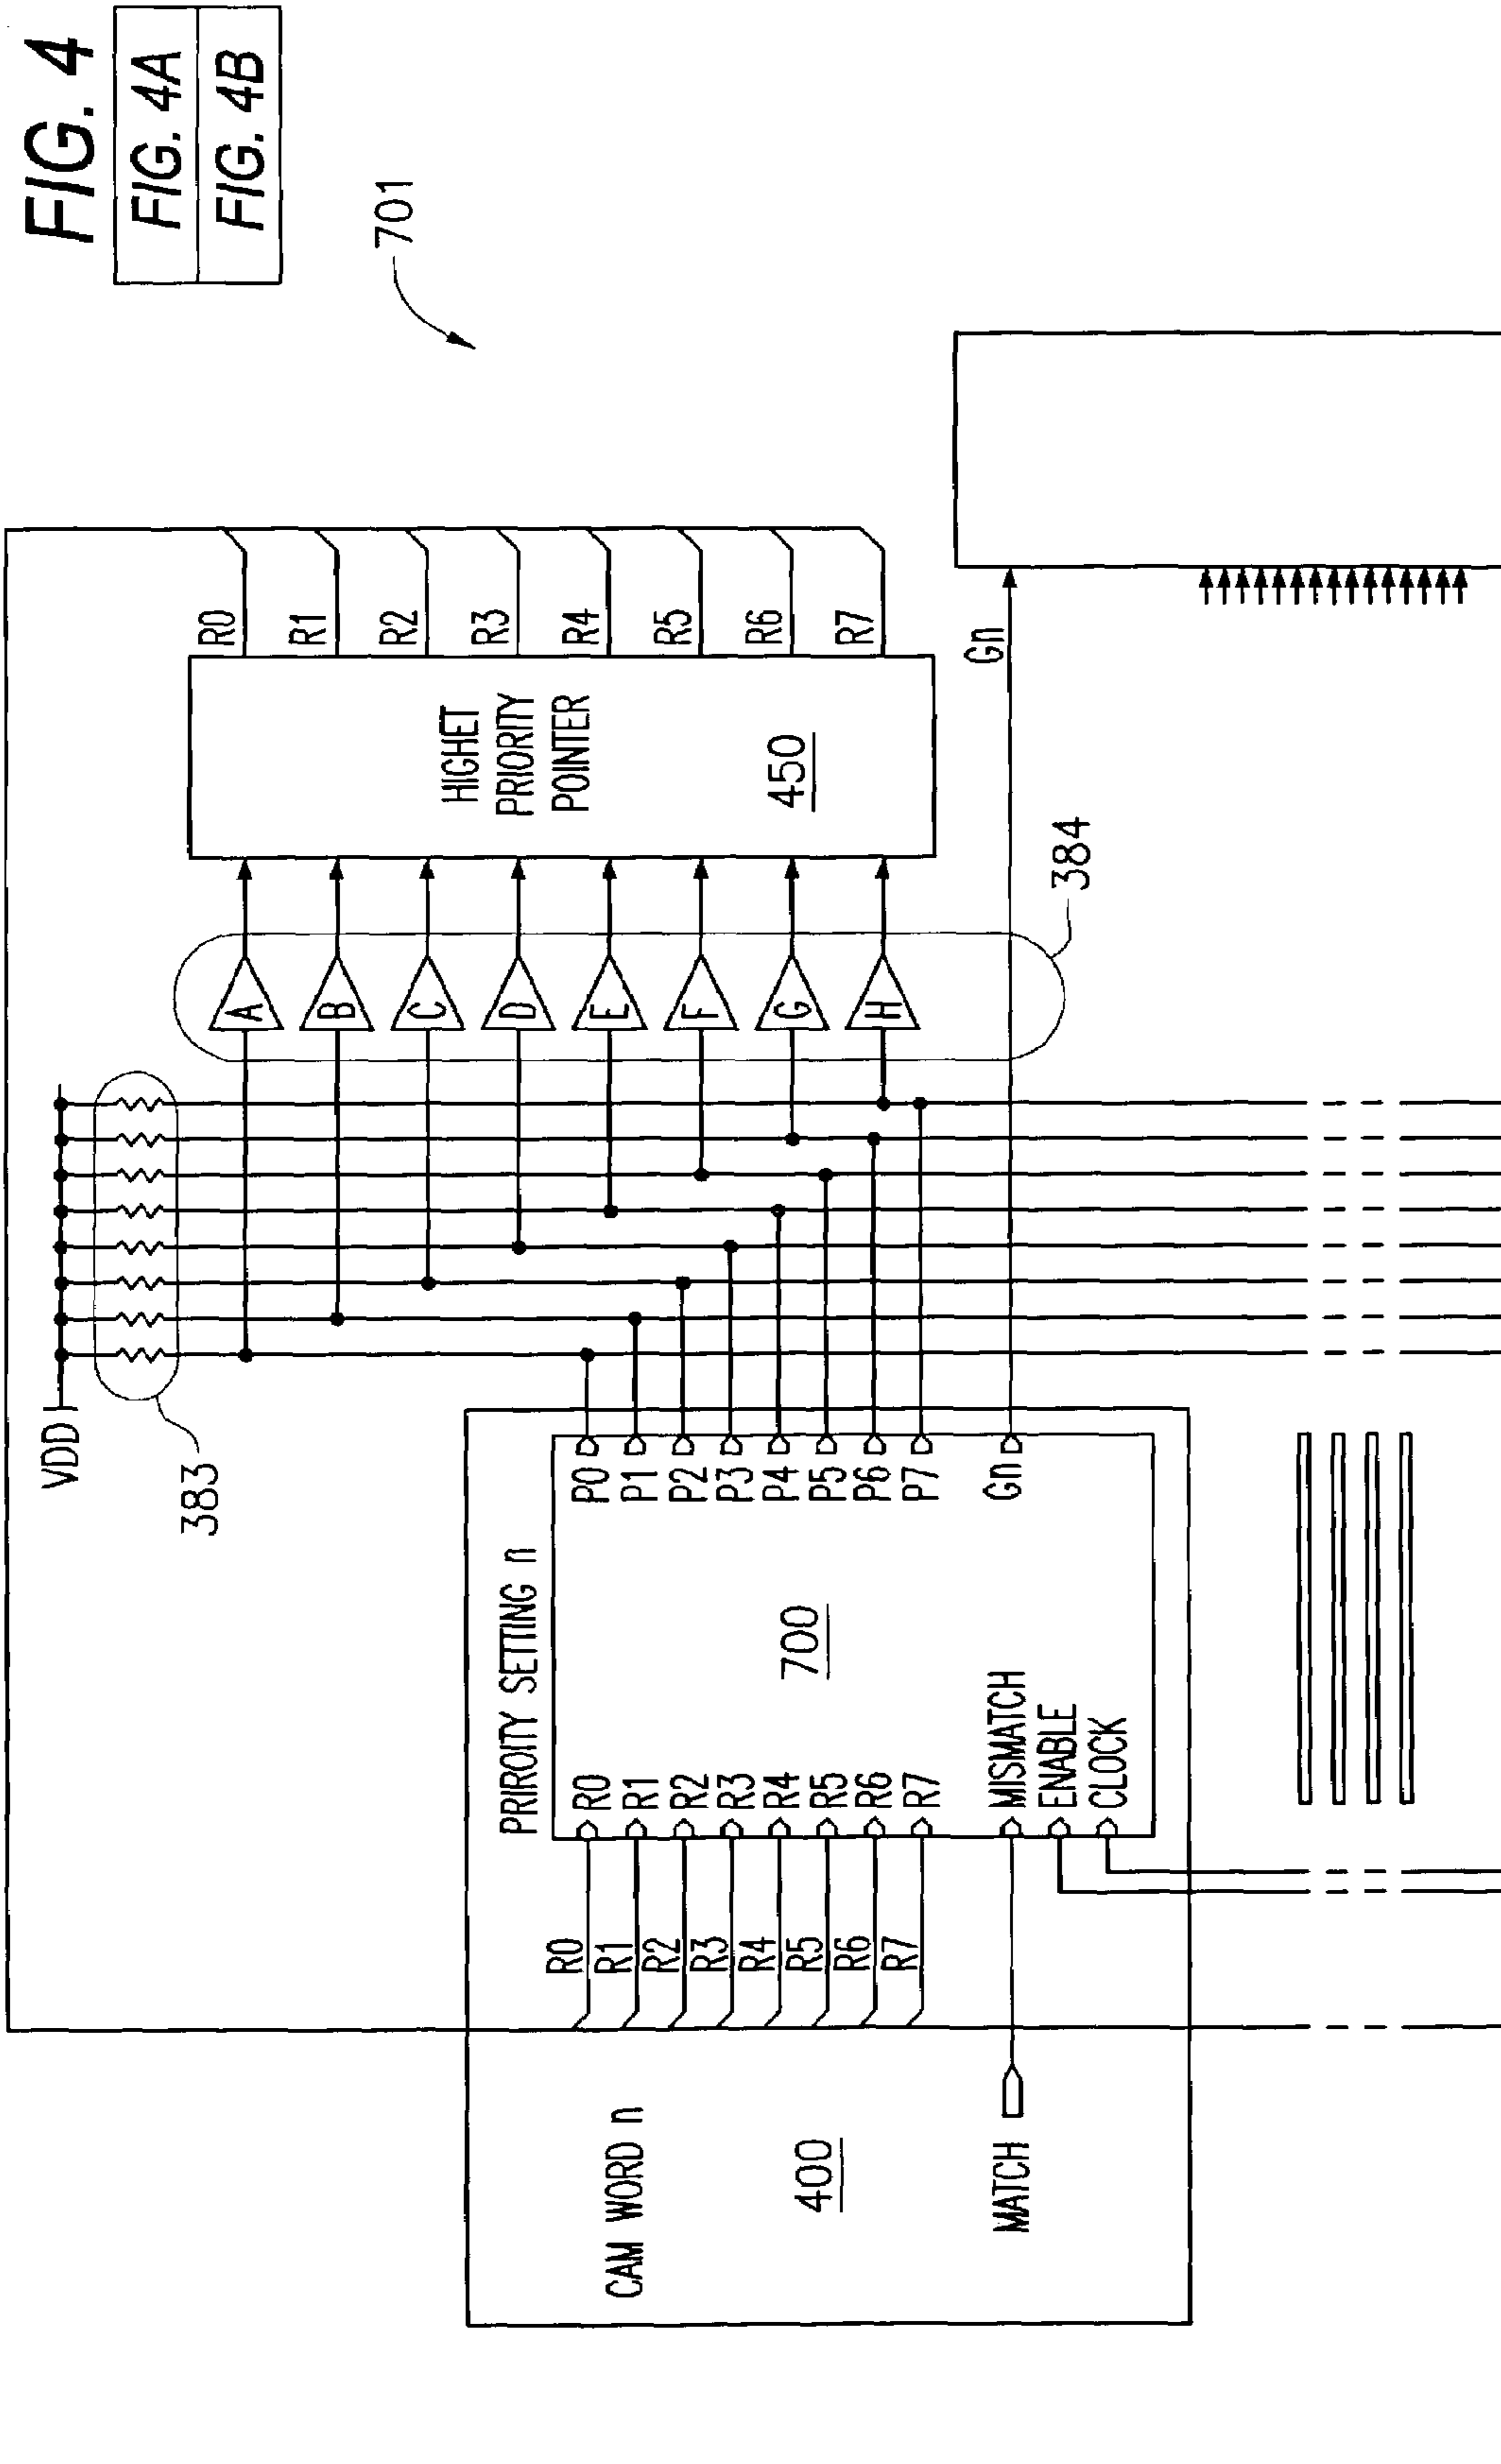 FIG. 4
FIG. 4A
FIG. 4B
701
VDD
383
A
B
C
D
E
F
G
H
384
HIGHET
PRIORITY
POINTER
450
R0
R1
R2
R3
R4
R5
R6
R7
Gn
PRIROITY SETTING n
R0
R1
R2
R3
R4
R5
R6
R7
MISMATCH
ENABLE
CLOCK
700
P0
P1
P2
P3
P4
P5
P6
P7
Gn
R0
R1
R2
R3
R4
R5
R6
R7
CAM WORD n
400
MATCH